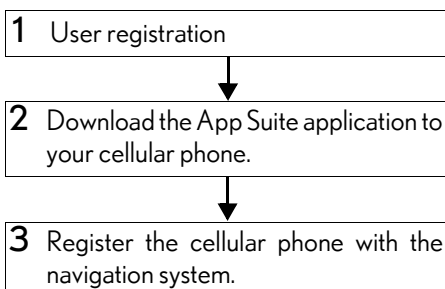 1 User registration
2 Download the App Suite application to
your cellular phone.
3 Register the cellular phone with the
navigation system.